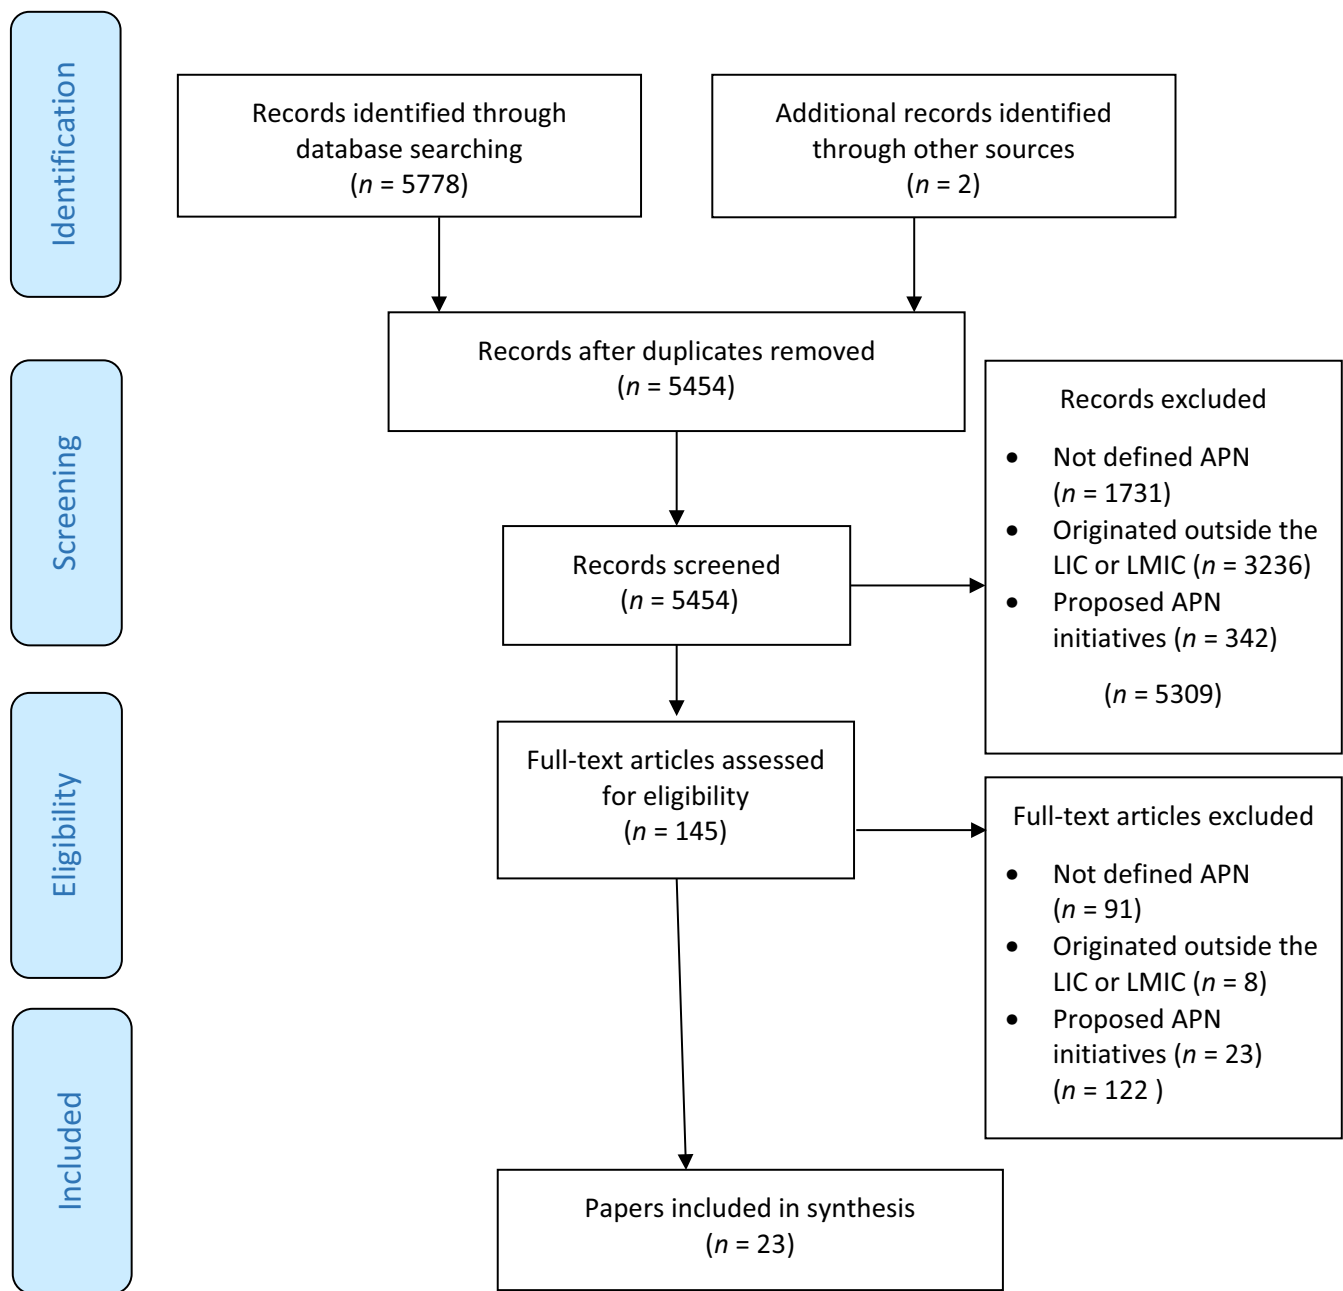 Identification
Records identified through
database searching
(n = 5778)
Additional records identified
through other sources
(n = 2)
Records after duplicates removed
(n = 5454)
Screening
Records screened
(n = 5454)
Records excluded
• Not defined APN
(n = 1731)
• Originated outside the
LIC or LMIC (n = 3236)
• Proposed APN
initiatives (n = 342)
(n = 5309)
Eligibility
Full-text articles assessed
for eligibility
(n = 145)
Full-text articles excluded
• Not defined APN
(n = 91)
• Originated outside the
LIC or LMIC (n = 8)
• Proposed APN
initiatives (n = 23)
(n = 122 )
Included
Papers included in synthesis
(n = 23)